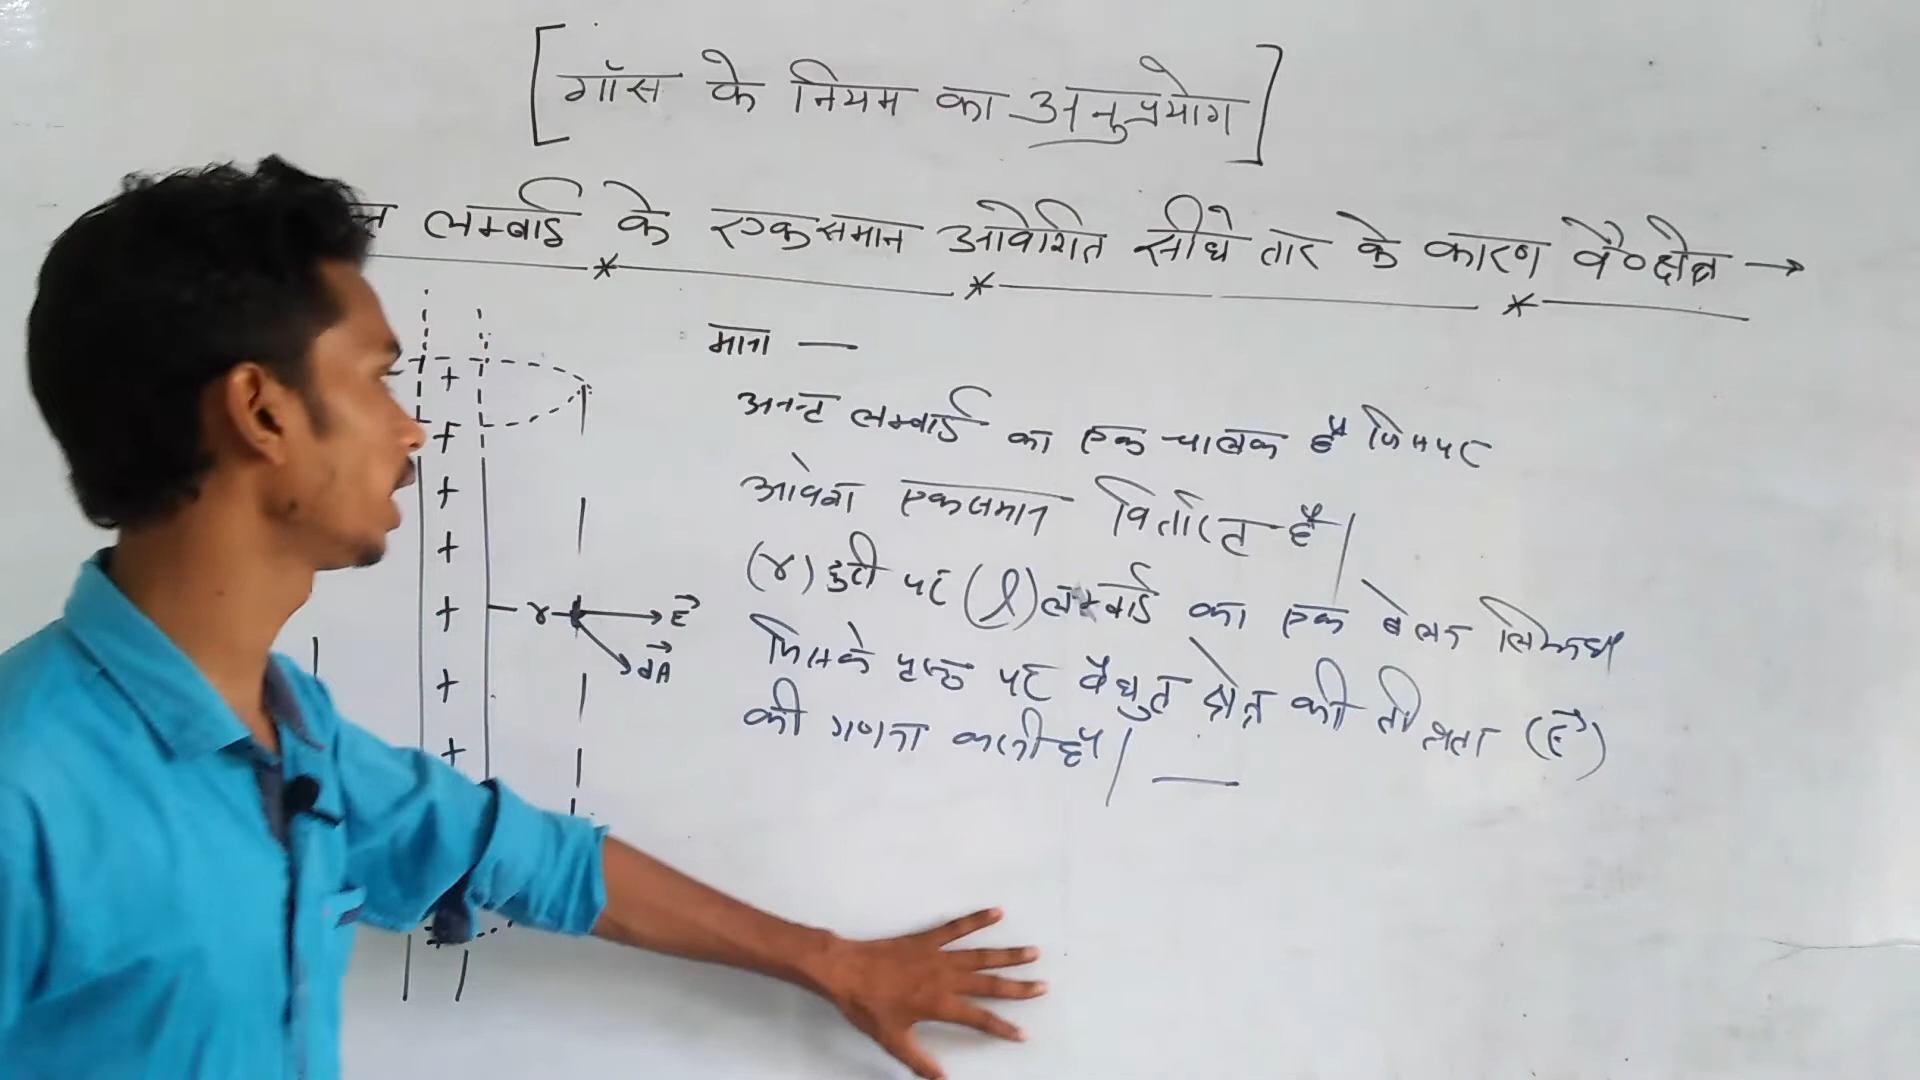 [गॉस के नियम का अनुप्रयोग]
लम्बाई के एकसमान आवेशित सीधे तार के कारण वै०क्षेत्र →
माना —
अनन्त लम्बाई का एक चालक है जिसपर
आवेश एकसमान वितरित है|
(r) दुरी पर (l) लम्बाई का एक बेलन
जिसके पृष्ठ पर वैधुत क्षेत्र की तीव्रता (E⃗)
की गणना करनी है| —
+
+
+
+
+
+
+
r E⃗
dA⃗